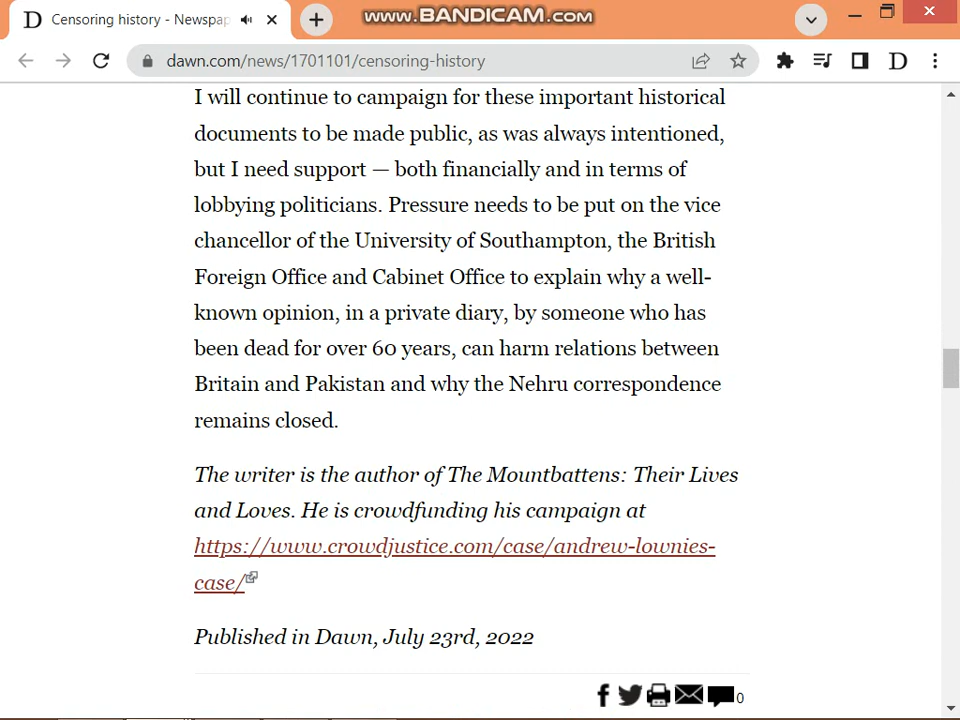 D Censoring history - Newspap
www.BANDICAM.com
dawn.com/news/1701101/censoring-history
D
I will continue to campaign for these important historical
documents to be made public, as was always intentioned,
but I need support — both financially and in terms of
lobbying politicians. Pressure needs to be put on the vice
chancellor of the University of Southampton, the British
Foreign Office and Cabinet Office to explain why a well-
known opinion, in a private diary, by someone who has
been dead for over 60 years, can harm relations between
Britain and Pakistan and why the Nehru correspondence
remains closed.
The writer is the author of The Mountbattens: Their Lives
and Loves. He is crowdfunding his campaign at
https://www.crowdjustice.com/case/andrew-lownies-
case/
Published in Dawn, July 23rd, 2022
0